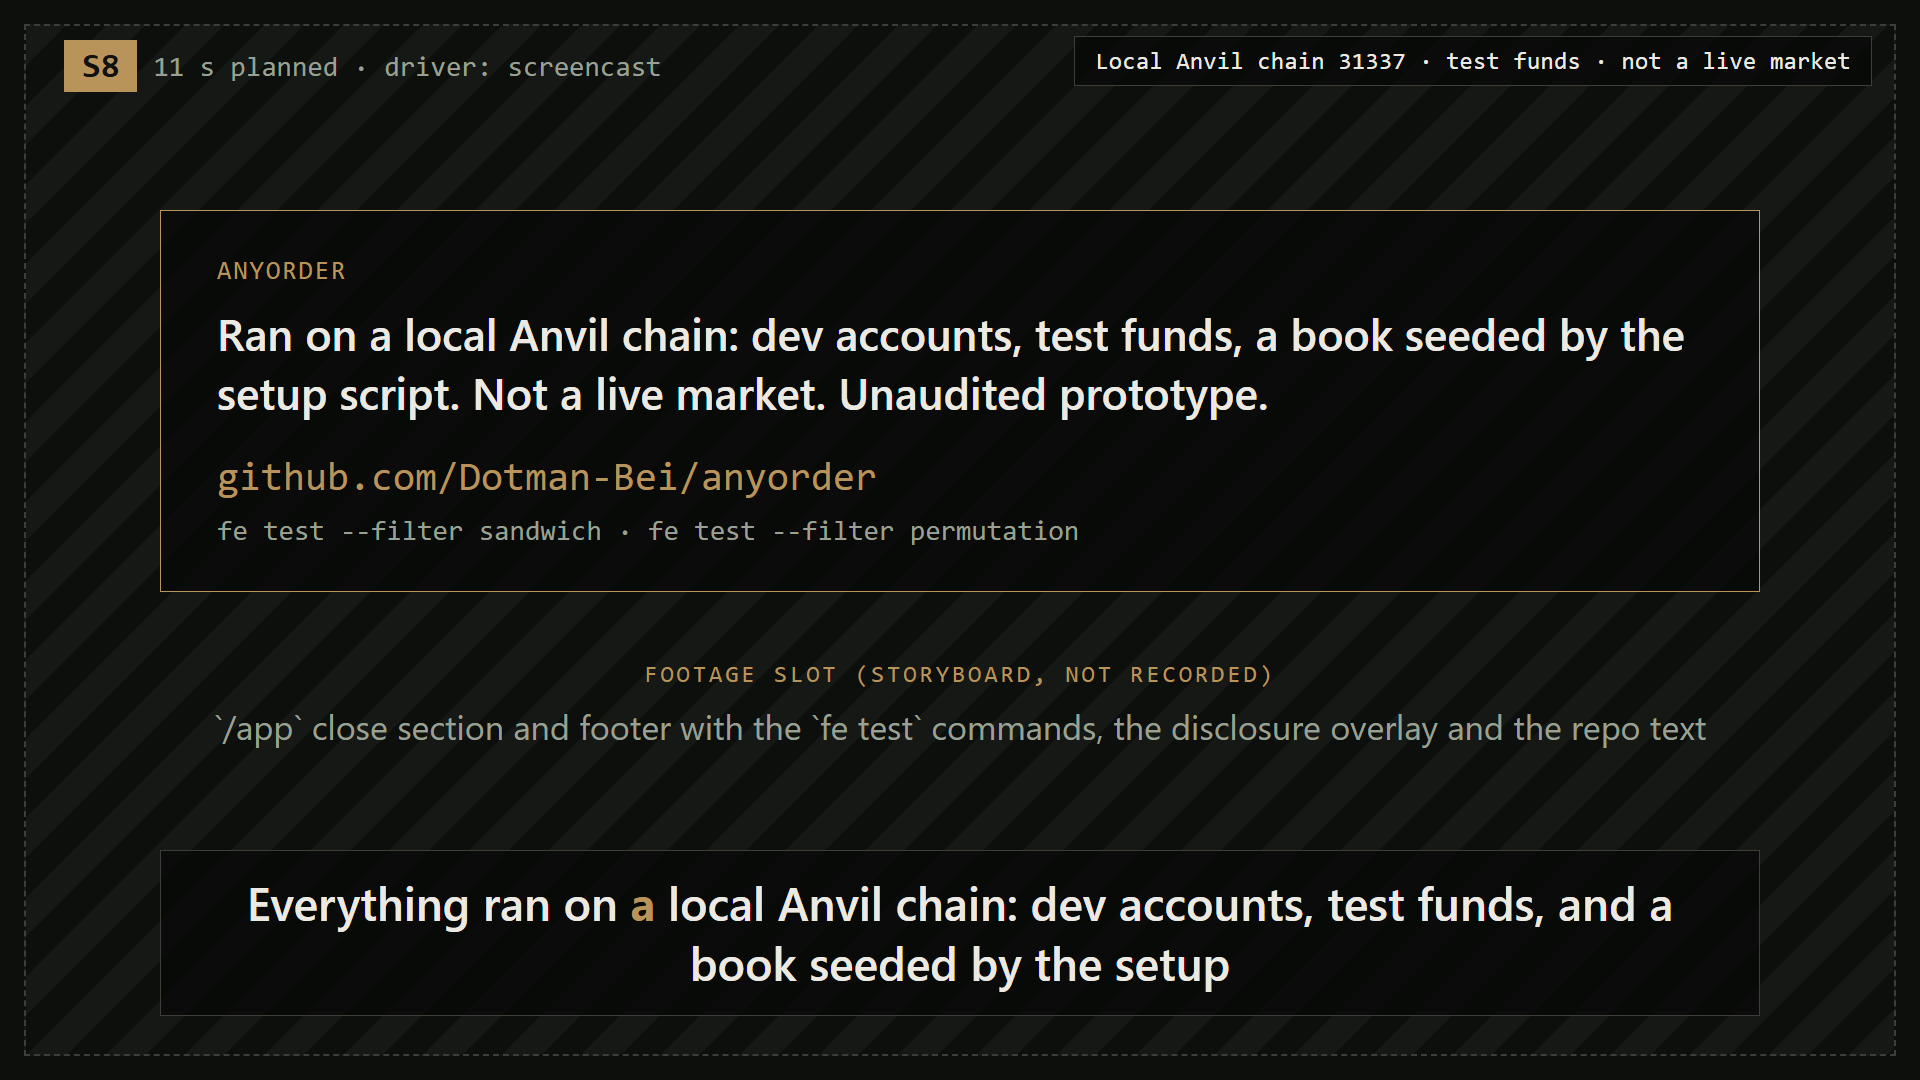 S8 11 s planned · driver: screencast
Local Anvil chain 31337 · test funds · not a live market
ANYORDER
Ran on a local Anvil chain: dev accounts, test funds, a book seeded by the
setup script. Not a live market. Unaudited prototype.
github.com/Dotman-Bei/anyorder
fe test --filter sandwich · fe test --filter permutation
FOOTAGE SLOT (STORYBOARD, NOT RECORDED)
`/app` close section and footer with the `fe test` commands, the disclosure overlay and the repo text
Everything ran on a local Anvil chain: dev accounts, test funds, and a
book seeded by the setup